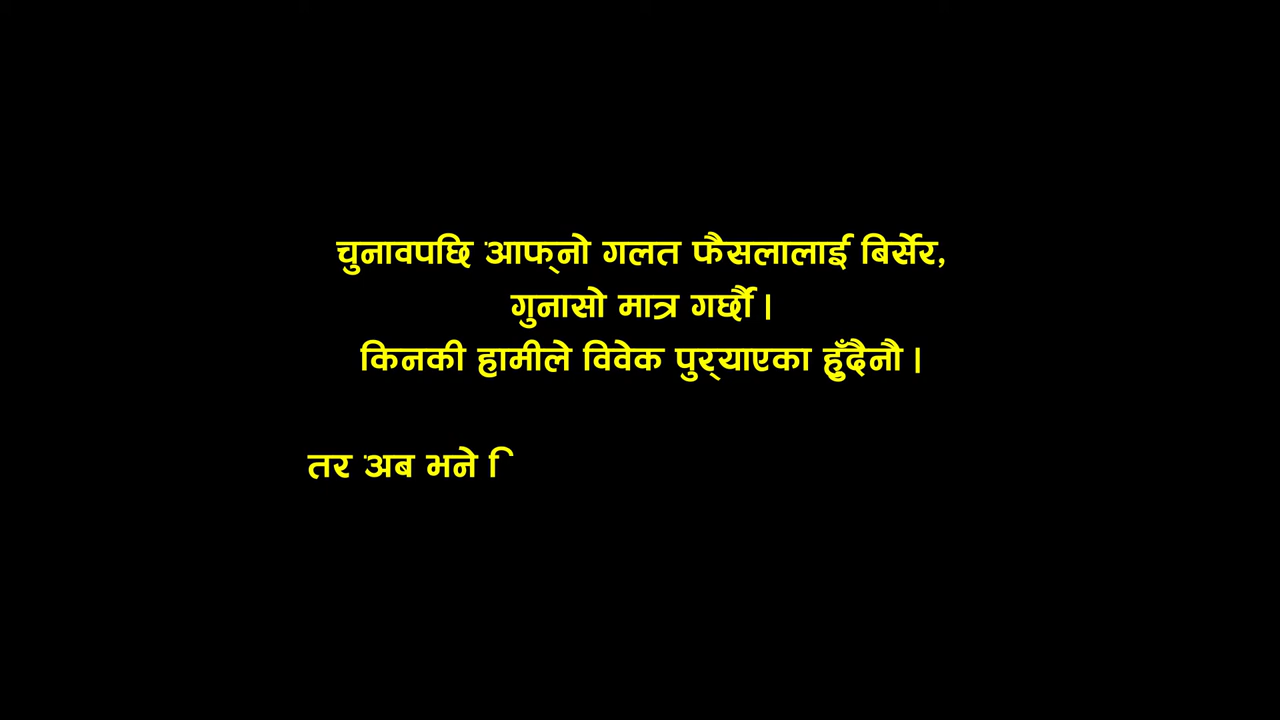 चुनावपछि आफ्नो गलत फैसलालाई बिर्सेर,
गुनासो मात्र गर्छौं ।
किनकी हामीले विवेक पुर्‍याएका हुँदैनौ ।
तर अब भने